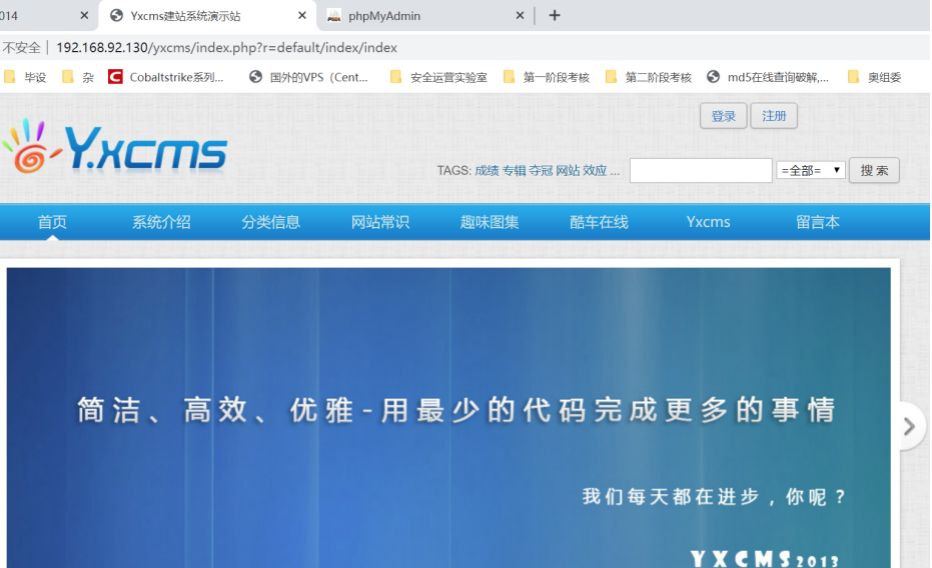 014
Yxcms建站系统演示站
phpMyAdmin
不安全 | 192.168.92.130/yxcms/index.php?r=default/index/index
毕设 杂 Cobaltstrike系列... 国外的VPS（Cent... 安全运营实验室 第一阶段考核 第二阶段考核 md5在线查询破解,... 奥组委
登录 注册
Y.xcms
TAGS: 成绩 专辑 夺冠 网站 效应 ... =全部= 搜 索
首页 系统介绍 分类信息 网站常识 趣味图集 酷车在线 Yxcms 留言本
简洁、高效、优雅-用最少的代码完成更多的事情
我们每天都在进步，你呢？
YXCMS2013